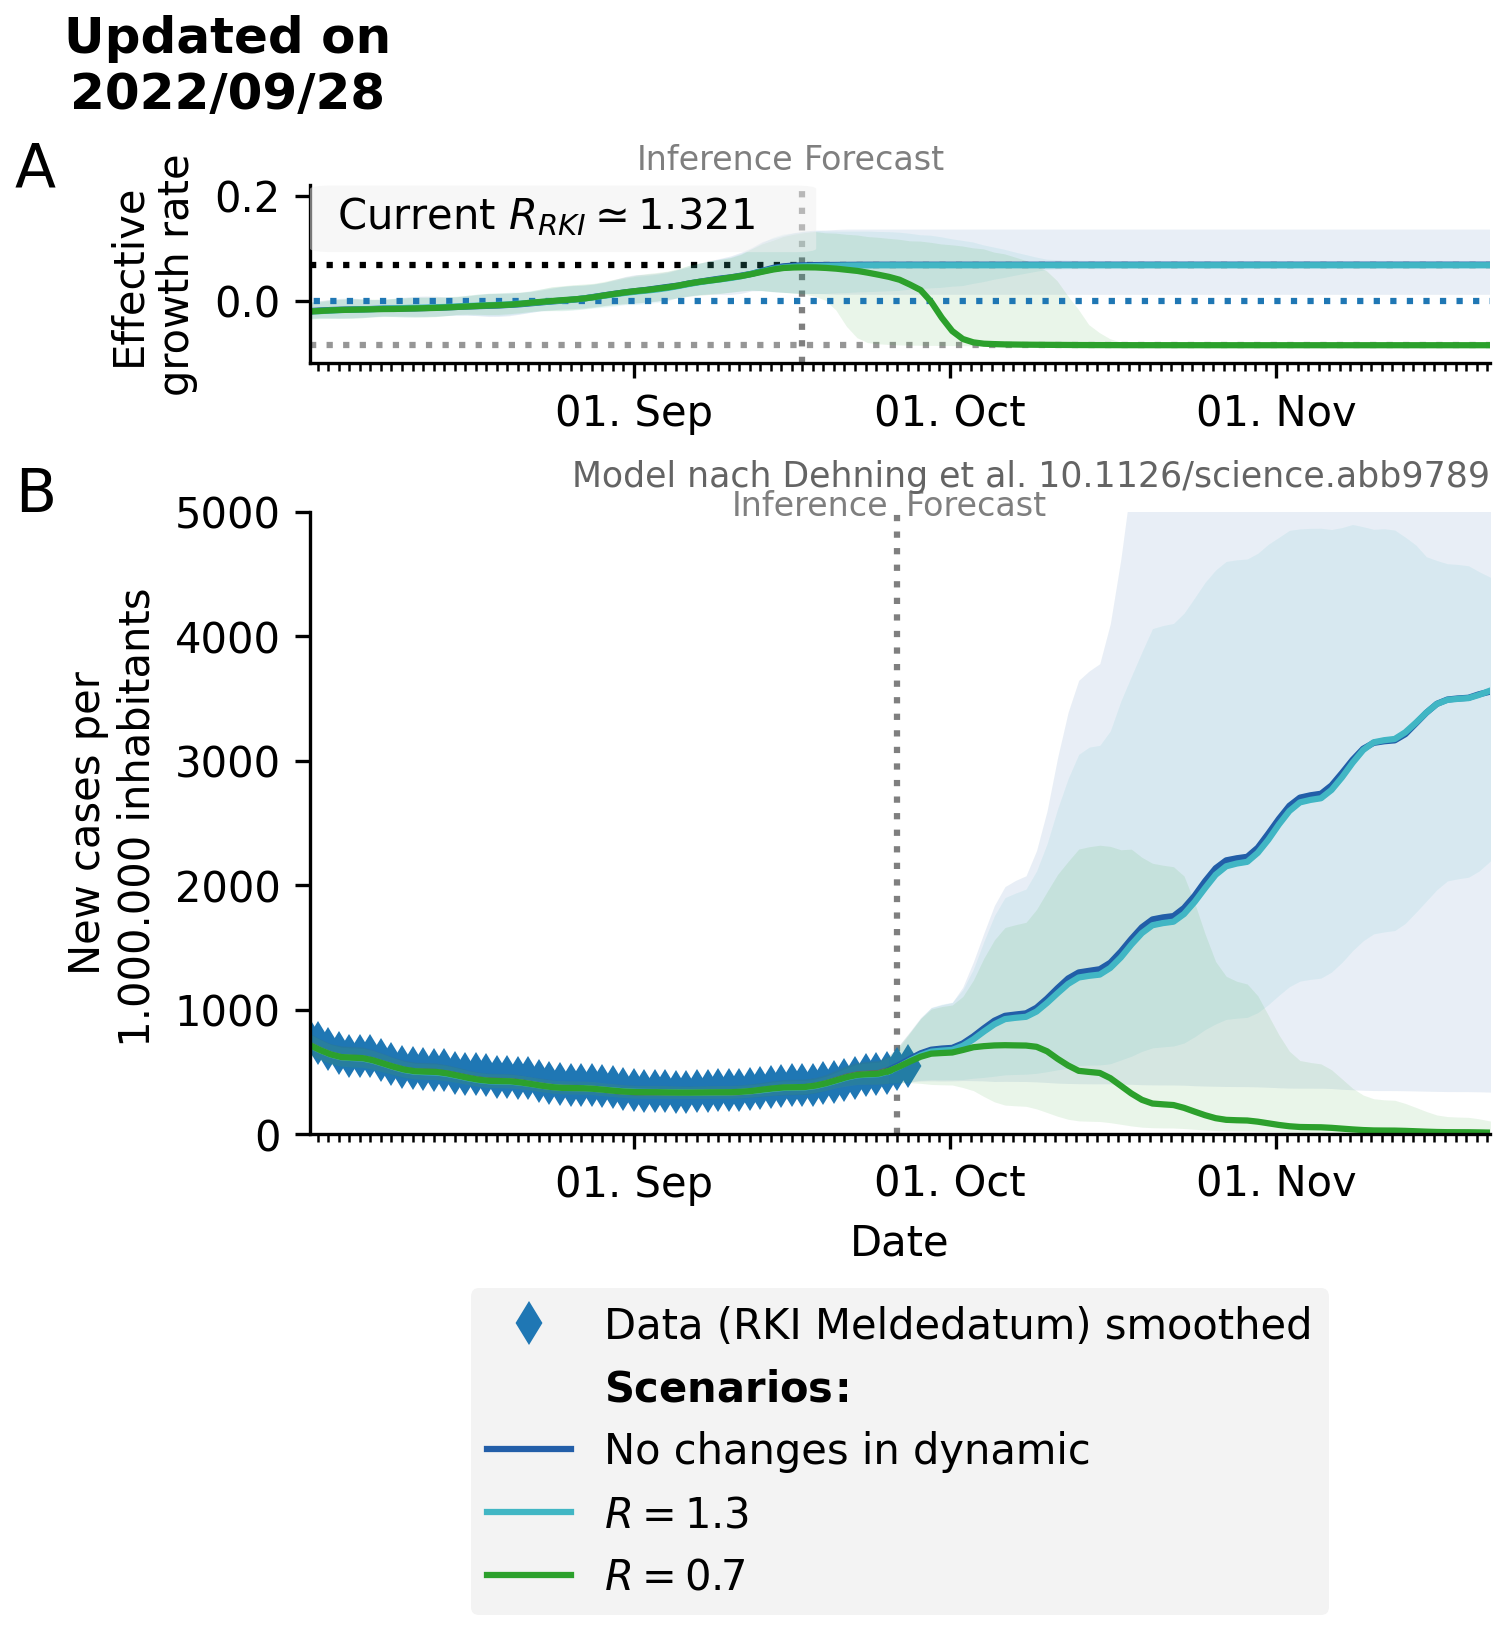 Updated on
2022/09/28
A
Inference Forecast
Effective
growth rate
0.2
0.0
Current R_RKI ≃ 1.321
01. Sep
01. Oct
01. Nov
B
Model nach Dehning et al. 10.1126/science.abb9789
Inference Forecast
New cases per
1.000.000 inhabitants
5000
4000
3000
2000
1000
0
01. Sep
01. Oct
01. Nov
Date
Data (RKI Meldedatum) smoothed
Scenarios:
No changes in dynamic
R = 1.3
R = 0.7